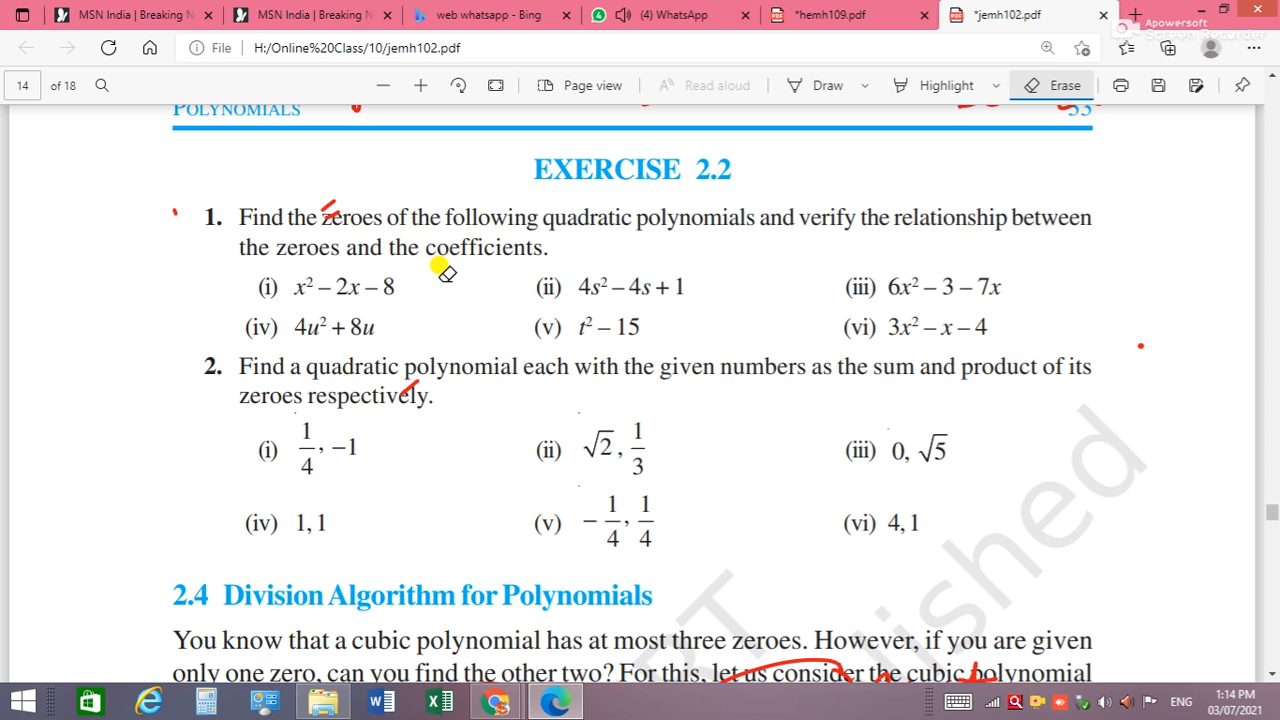 MSN India | Breaking N
MSN India | Breaking N
web whatsapp - Bing
(4) WhatsApp
*hemh109.pdf
*jemh102.pdf
Apowersoft
Screen Recorder
File
H:/Online%20Class/10/jemh102.pdf
14 of 18
Page view
Read aloud
Draw
Highlight
Erase
POLYNOMIALS 33
EXERCISE 2.2
1. Find the zeroes of the following quadratic polynomials and verify the relationship between
the zeroes and the coefficients.
(i) x² – 2x – 8 (ii) 4s² – 4s + 1 (iii) 6x² – 3 – 7x
(iv) 4u² + 8u (v) t² – 15 (vi) 3x² – x – 4
2. Find a quadratic polynomial each with the given numbers as the sum and product of its
zeroes respectively.
(i) 1/4, –1 (ii) √2, 1/3 (iii) 0, √5
(iv) 1, 1 (v) –1/4, 1/4 (vi) 4, 1
2.4 Division Algorithm for Polynomials
You know that a cubic polynomial has at most three zeroes. However, if you are given
only one zero, can you find the other two? For this, let us consider the cubic polynomial
ENG
1:14 PM
03/07/2021